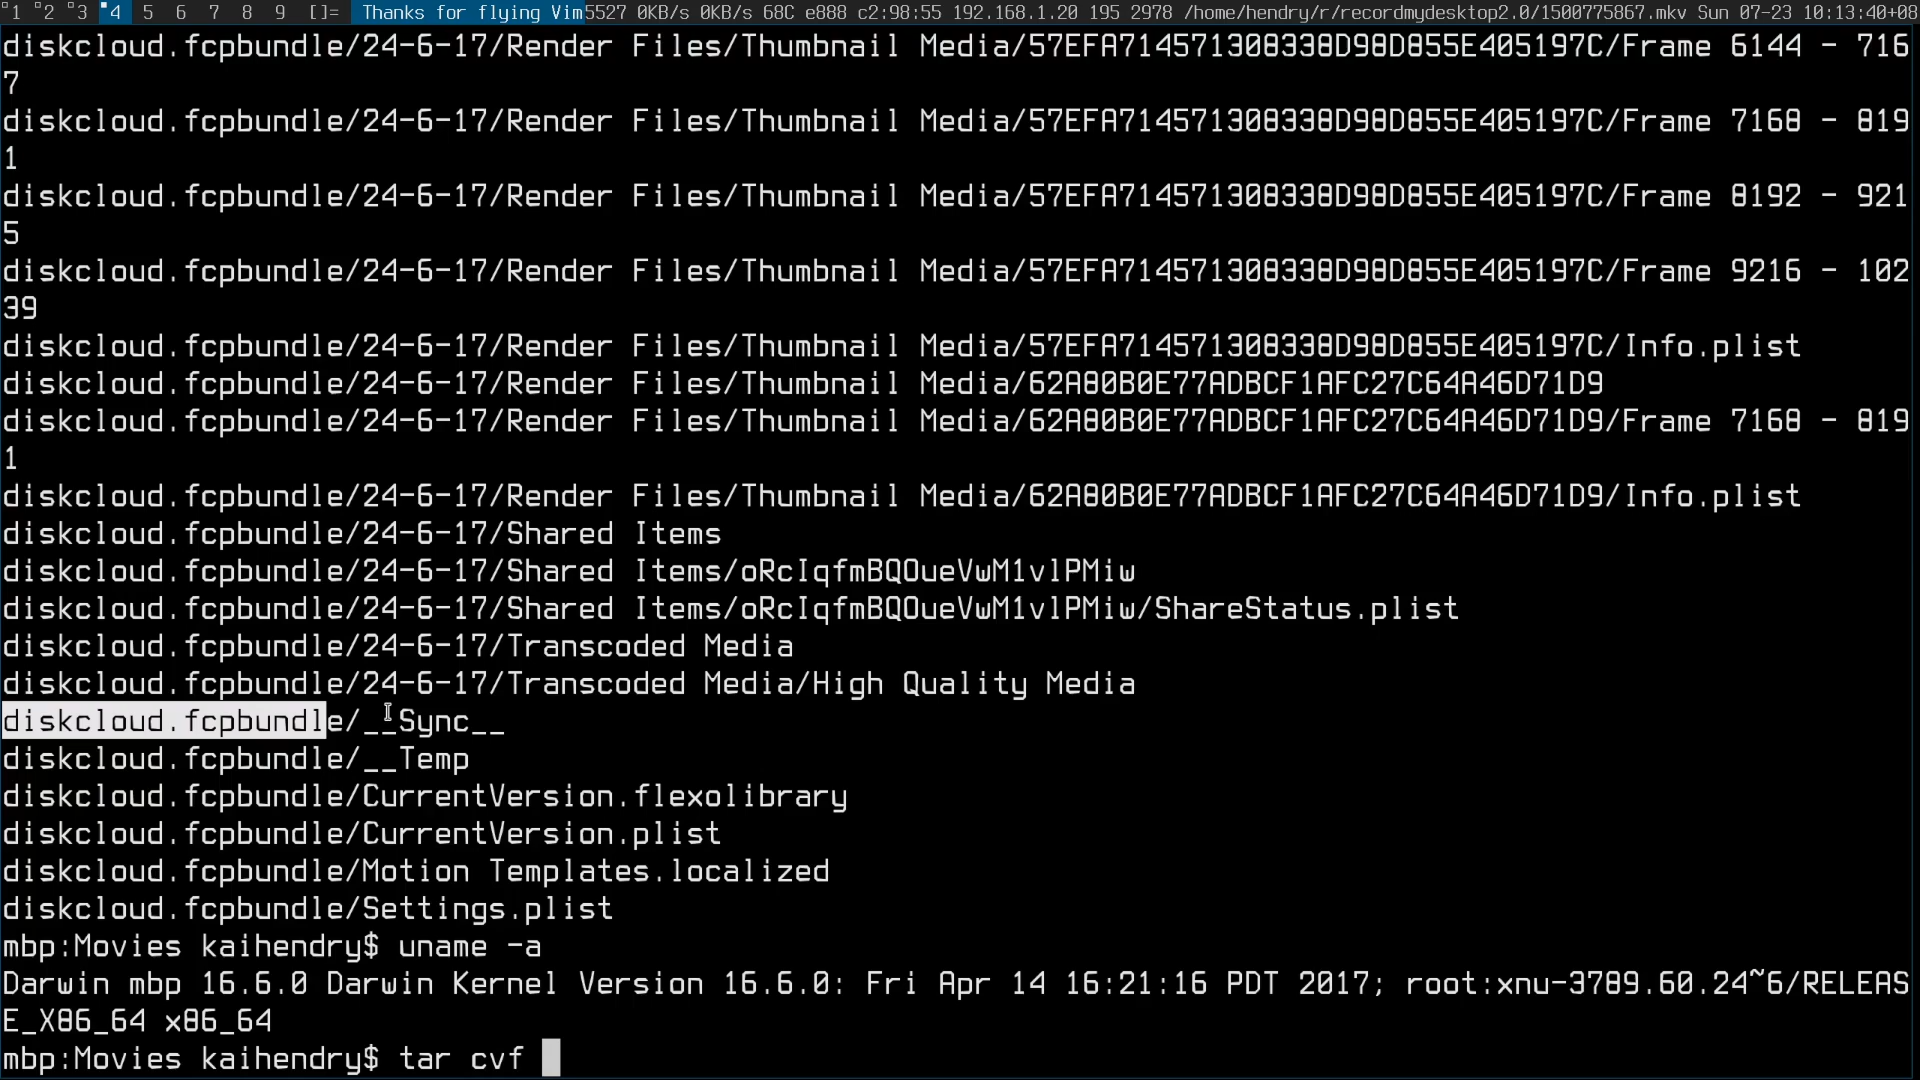 1 2 3 4 5 6 7 8 9 []= Thanks for flying Vim 5527 0KB/s 0KB/s 68C e888 c2:98:55 192.168.1.20 195 2978 /home/hendry/r/recordmydesktop2.0/1500775867.mkv Sun 07-23 10:13:40+08
diskcloud.fcpbundle/24-6-17/Render Files/Thumbnail Media/57EFA714571308338D98D855E405197C/Frame 6144 - 716
7
diskcloud.fcpbundle/24-6-17/Render Files/Thumbnail Media/57EFA714571308338D98D855E405197C/Frame 7168 - 819
1
diskcloud.fcpbundle/24-6-17/Render Files/Thumbnail Media/57EFA714571308338D98D855E405197C/Frame 8192 - 921
5
diskcloud.fcpbundle/24-6-17/Render Files/Thumbnail Media/57EFA714571308338D98D855E405197C/Frame 9216 - 102
39
diskcloud.fcpbundle/24-6-17/Render Files/Thumbnail Media/57EFA714571308338D98D855E405197C/Info.plist
diskcloud.fcpbundle/24-6-17/Render Files/Thumbnail Media/62A80B0E77ADBCF1AFC27C64A46D71D9
diskcloud.fcpbundle/24-6-17/Render Files/Thumbnail Media/62A80B0E77ADBCF1AFC27C64A46D71D9/Frame 7168 - 819
1
diskcloud.fcpbundle/24-6-17/Render Files/Thumbnail Media/62A80B0E77ADBCF1AFC27C64A46D71D9/Info.plist
diskcloud.fcpbundle/24-6-17/Shared Items
diskcloud.fcpbundle/24-6-17/Shared Items/oRcIqfmBQOueVwM1vlPMiw
diskcloud.fcpbundle/24-6-17/Shared Items/oRcIqfmBQOueVwM1vlPMiw/ShareStatus.plist
diskcloud.fcpbundle/24-6-17/Transcoded Media
diskcloud.fcpbundle/24-6-17/Transcoded Media/High Quality Media
diskcloud.fcpbundle/__Sync__
diskcloud.fcpbundle/__Temp
diskcloud.fcpbundle/CurrentVersion.flexolibrary
diskcloud.fcpbundle/CurrentVersion.plist
diskcloud.fcpbundle/Motion Templates.localized
diskcloud.fcpbundle/Settings.plist
mbp:Movies kaihendry$ uname -a
Darwin mbp 16.6.0 Darwin Kernel Version 16.6.0: Fri Apr 14 16:21:16 PDT 2017; root:xnu-3789.60.24~6/RELEAS
E_X86_64 x86_64
mbp:Movies kaihendry$ tar cvf